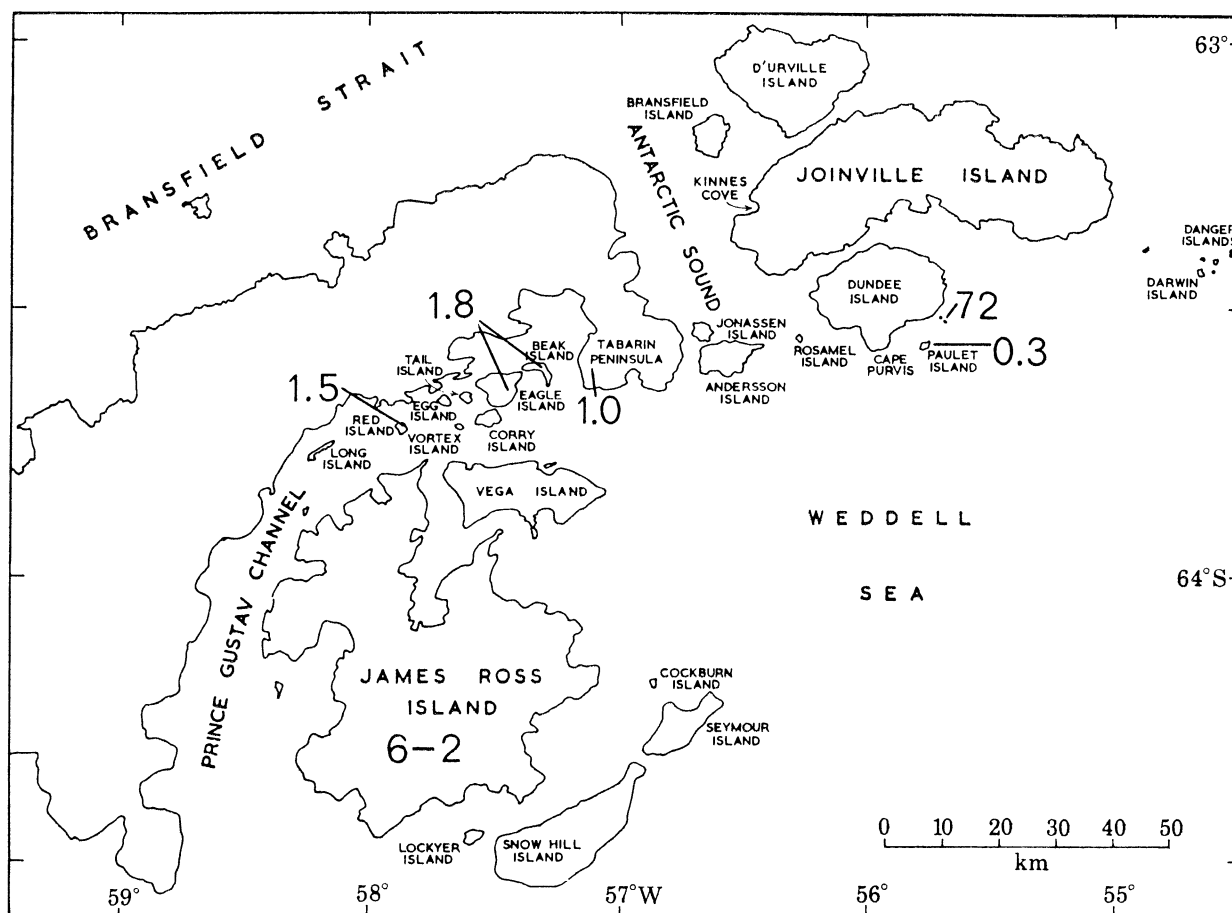 63°
D'URVILLE
ISLAND
BRANSFIELD STRAIT
BRANSFIELD
ISLAND
ANTARCTIC SOUND
JOINVILLE ISLAND
KINNES
COVE
DANGER
ISLANDS
DARWIN
ISLAND
DUNDEE
ISLAND
.72
1.8
JONASSEN
ISLAND
ROSAMEL
ISLAND
CAPE
PURVIS
PAULET
ISLAND
0.3
BEAK
ISLAND
TABARIN
PENINSULA
TAIL
ISLAND
ANDERSSON
ISLAND
1.5
EGG
ISLAND
EAGLE
ISLAND
1.0
RED
ISLAND
VORTEX
ISLAND
CORRY
ISLAND
LONG
ISLAND
VEGA ISLAND
WEDDELL
SEA
PRINCE GUSTAV CHANNEL
64°S
JAMES ROSS
ISLAND
6-2
COCKBURN
ISLAND
SEYMOUR
ISLAND
LOCKYER
ISLAND
SNOW HILL
ISLAND
0 10 20 30 40 50
km
59° 58° 57°W 56° 55°